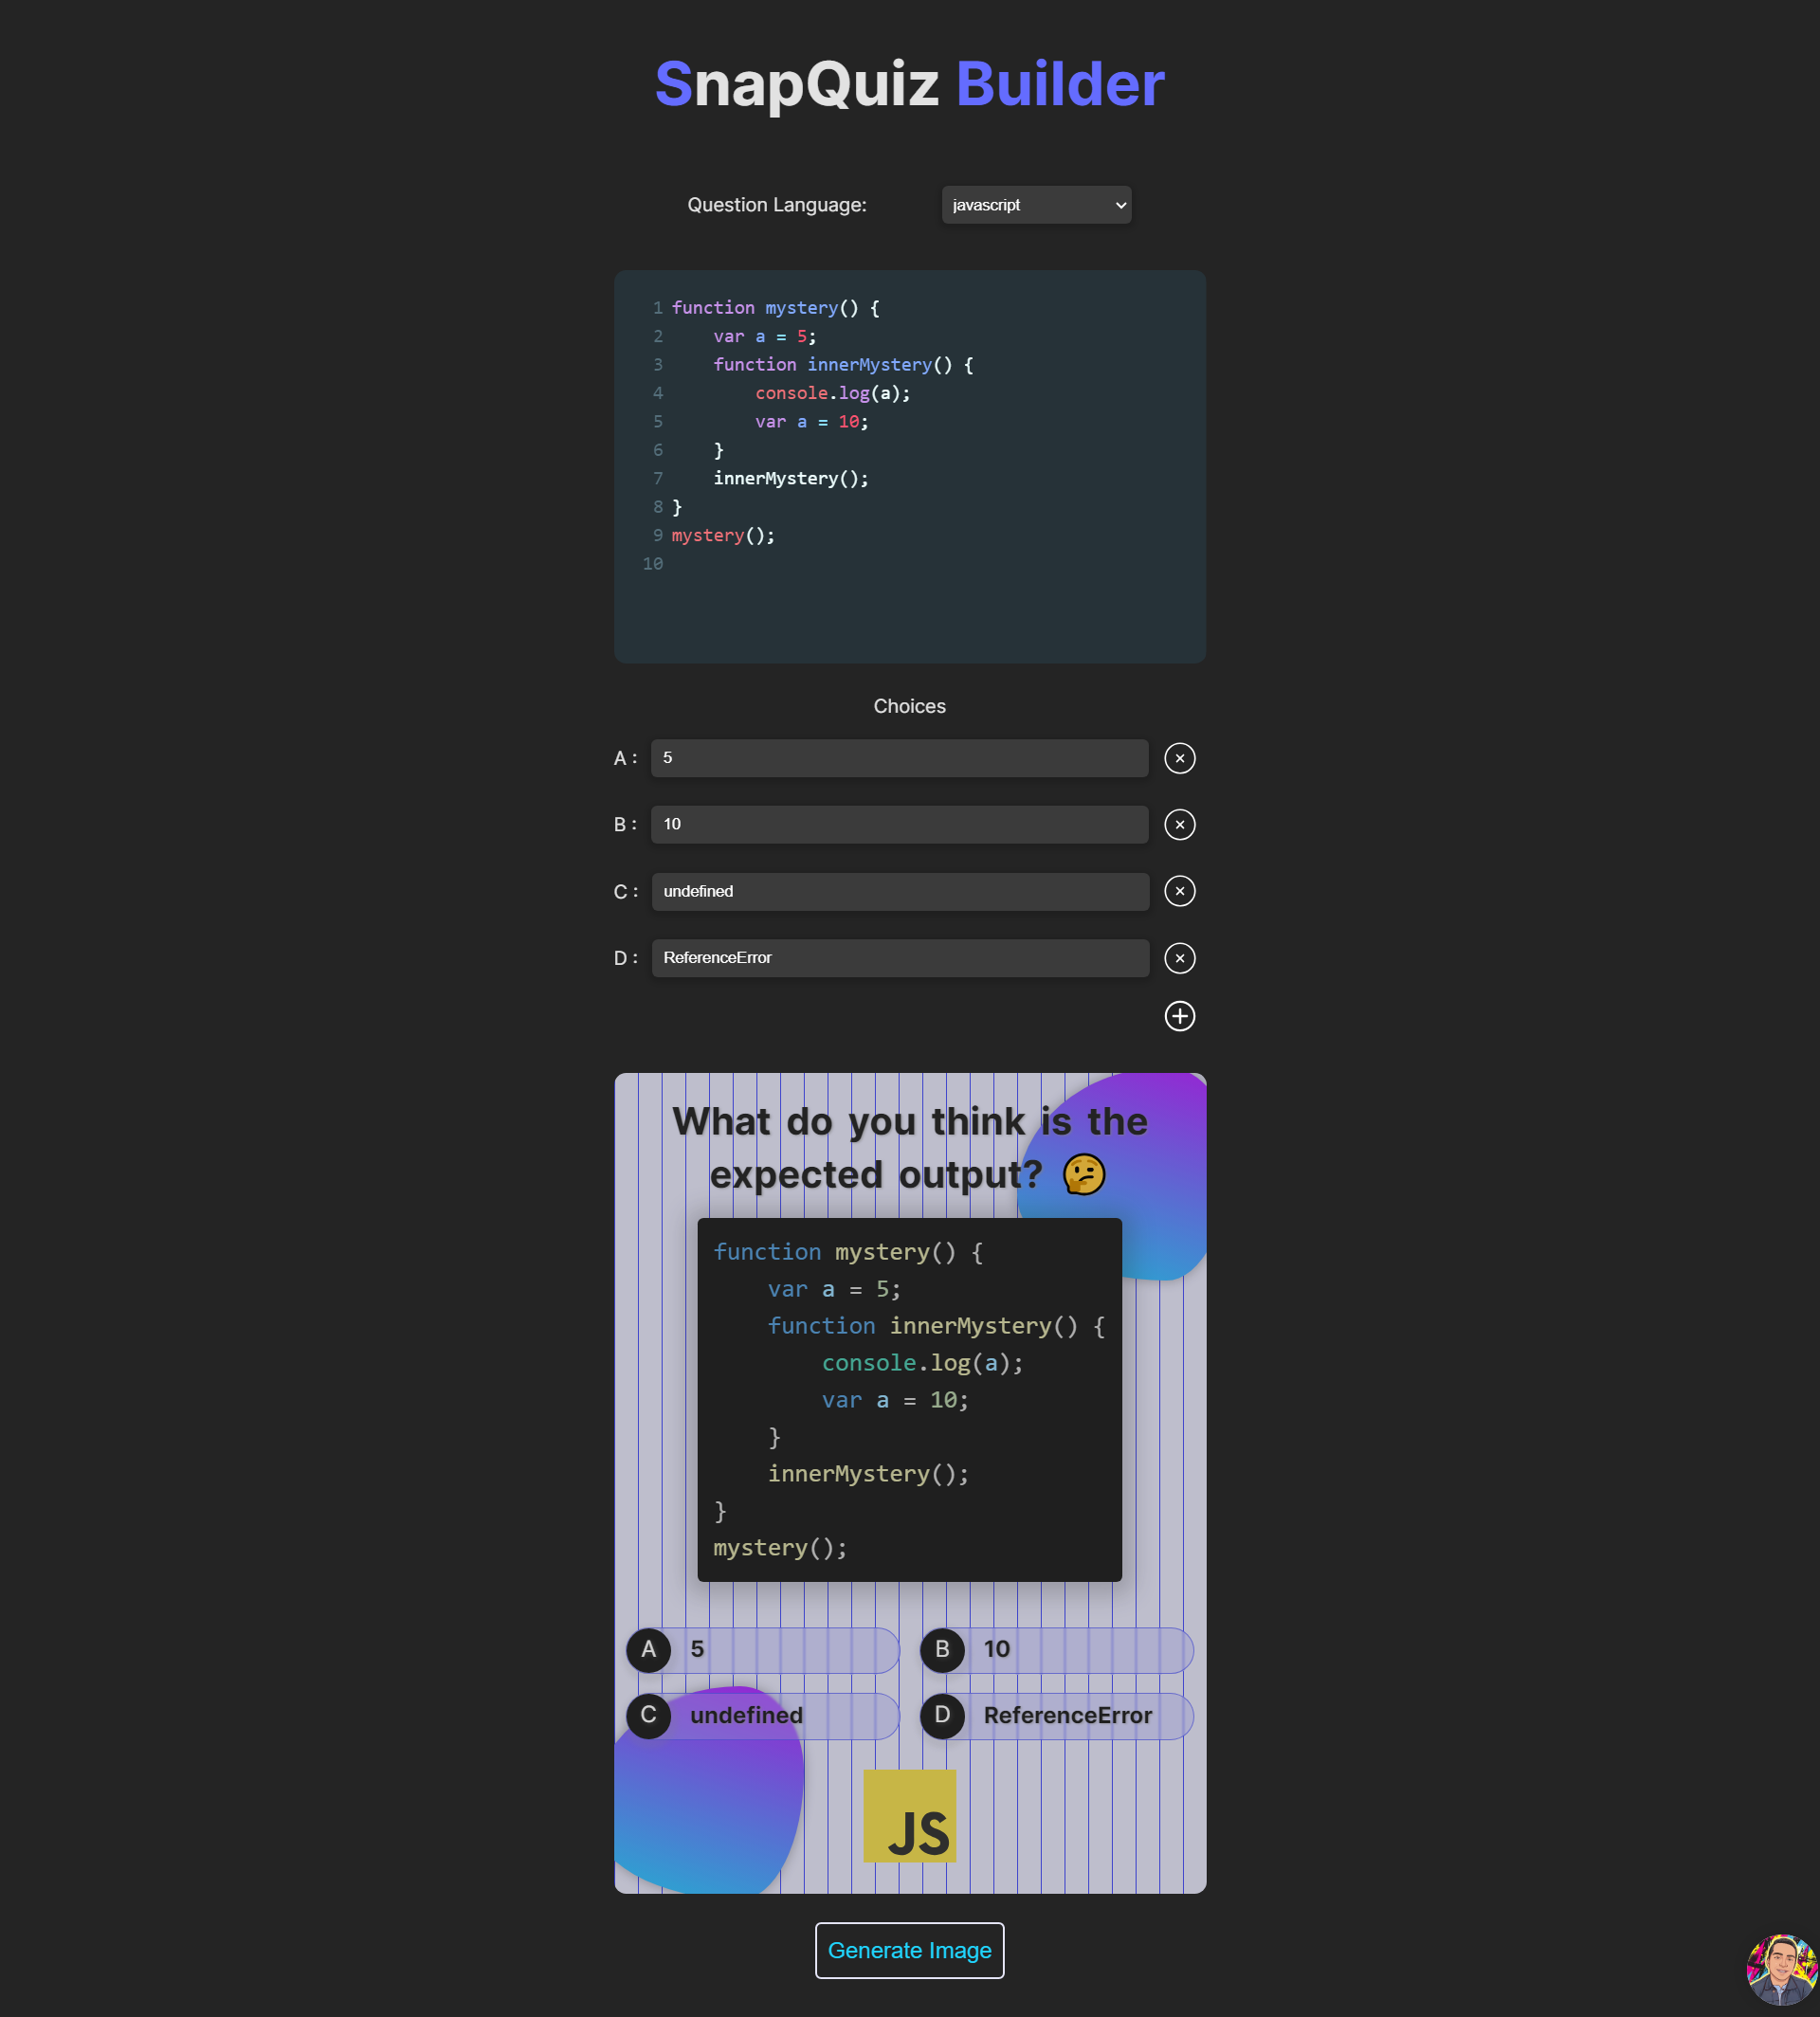 SnapQuiz Builder
Question Language:
javascript
1 function mystery() {
2     var a = 5;
3     function innerMystery() {
4         console.log(a);
5         var a = 10;
6     }
7     innerMystery();
8 }
9 mystery();
10
Choices
A : 5
B : 10
C : undefined
D : ReferenceError
What do you think is the
expected output? 🤔
function mystery() {
    var a = 5;
    function innerMystery() {
        console.log(a);
        var a = 10;
    }
    innerMystery();
}
mystery();
A 5
B 10
C undefined
D ReferenceError
JS
Generate Image